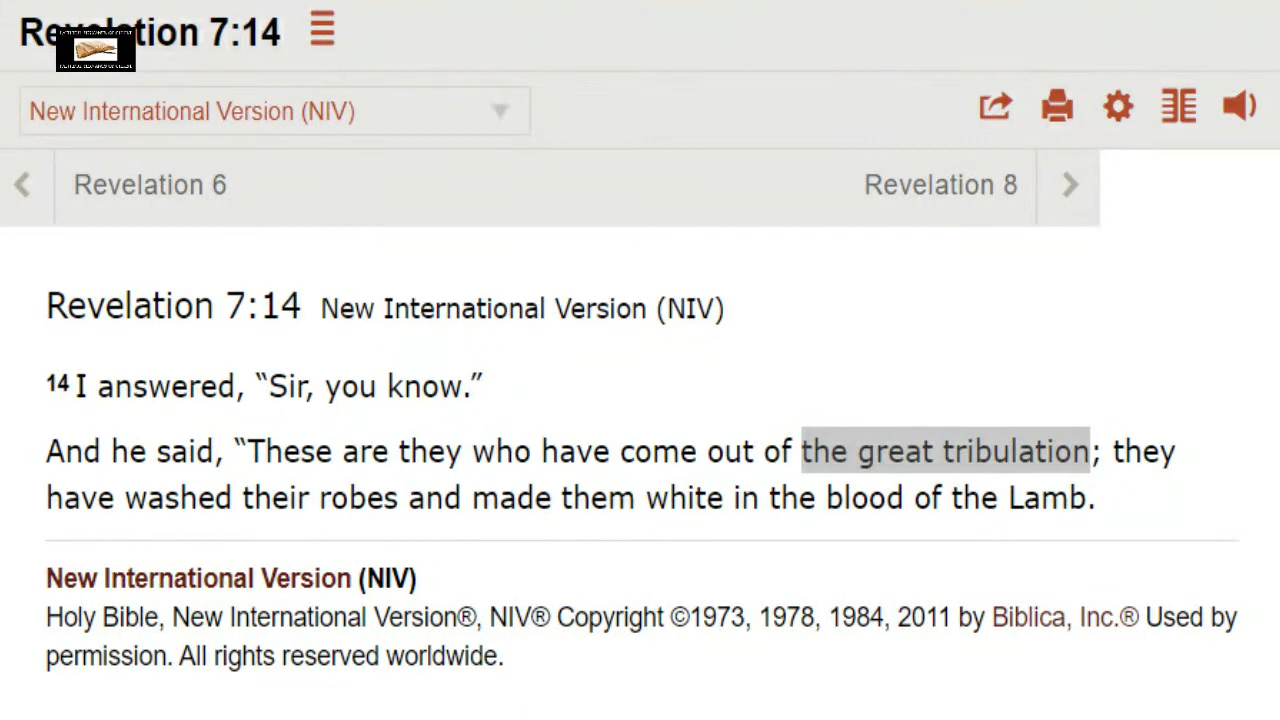 Revelation 7:14
New International Version (NIV)
Revelation 6
Revelation 8
Revelation 7:14 New International Version (NIV)
14 I answered, “Sir, you know.”
And he said, “These are they who have come out of the great tribulation; they
have washed their robes and made them white in the blood of the Lamb.
New International Version (NIV)
Holy Bible, New International Version®, NIV® Copyright ©1973, 1978, 1984, 2011 by Biblica, Inc.® Used by
permission. All rights reserved worldwide.